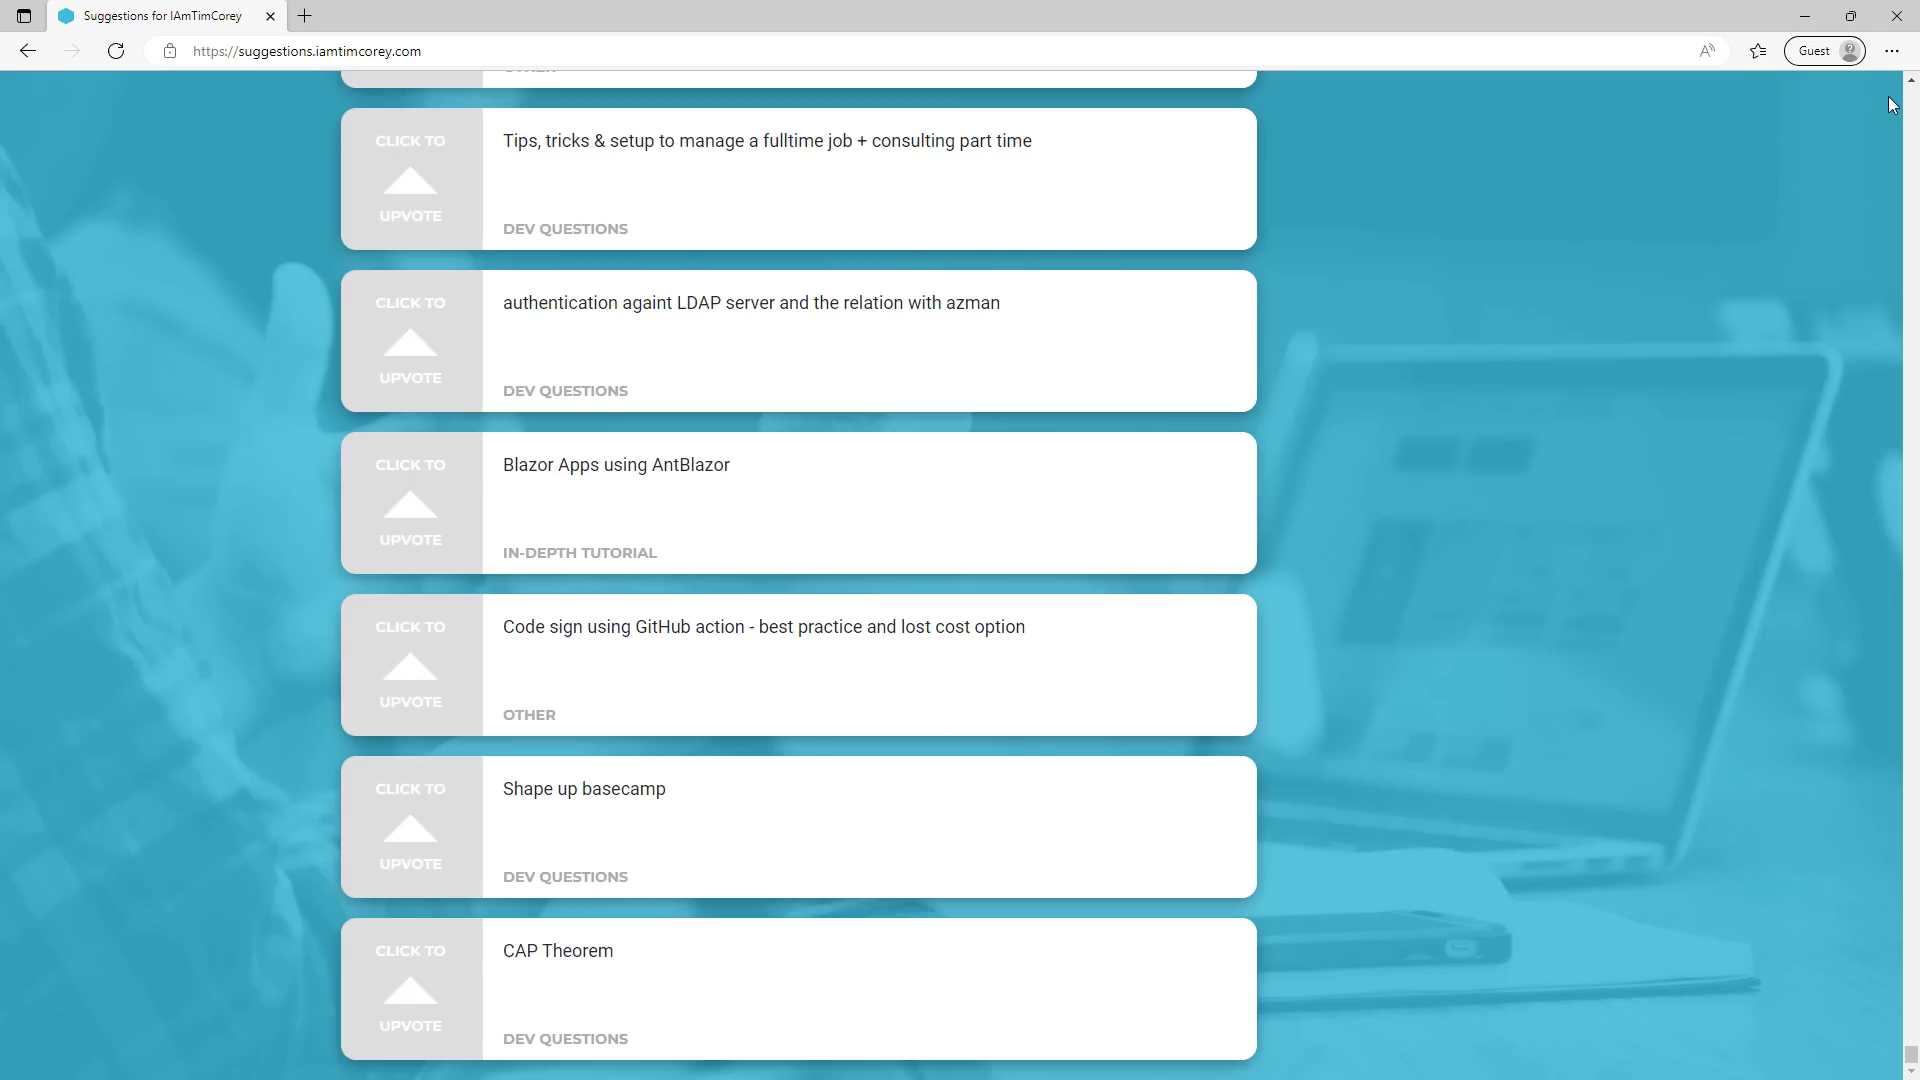 Suggestions for IAmTimCorey
https://suggestions.iamtimcorey.com
Guest
CLICK TO
UPVOTE
Tips, tricks & setup to manage a fulltime job + consulting part time
DEV QUESTIONS
CLICK TO
UPVOTE
authentication againt LDAP server and the relation with azman
DEV QUESTIONS
CLICK TO
UPVOTE
Blazor Apps using AntBlazor
IN-DEPTH TUTORIAL
CLICK TO
UPVOTE
Code sign using GitHub action - best practice and lost cost option
OTHER
CLICK TO
UPVOTE
Shape up basecamp
DEV QUESTIONS
CLICK TO
UPVOTE
CAP Theorem
DEV QUESTIONS